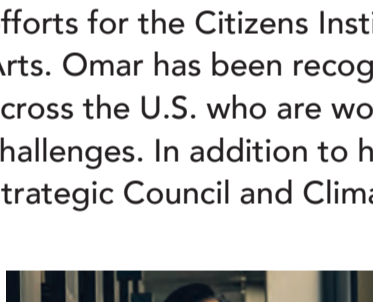 fforts for the Citizens Insti
rts. Omar has been recog
cross the U.S. who are wo
hallenges. In addition to h
trategic Council and Clima